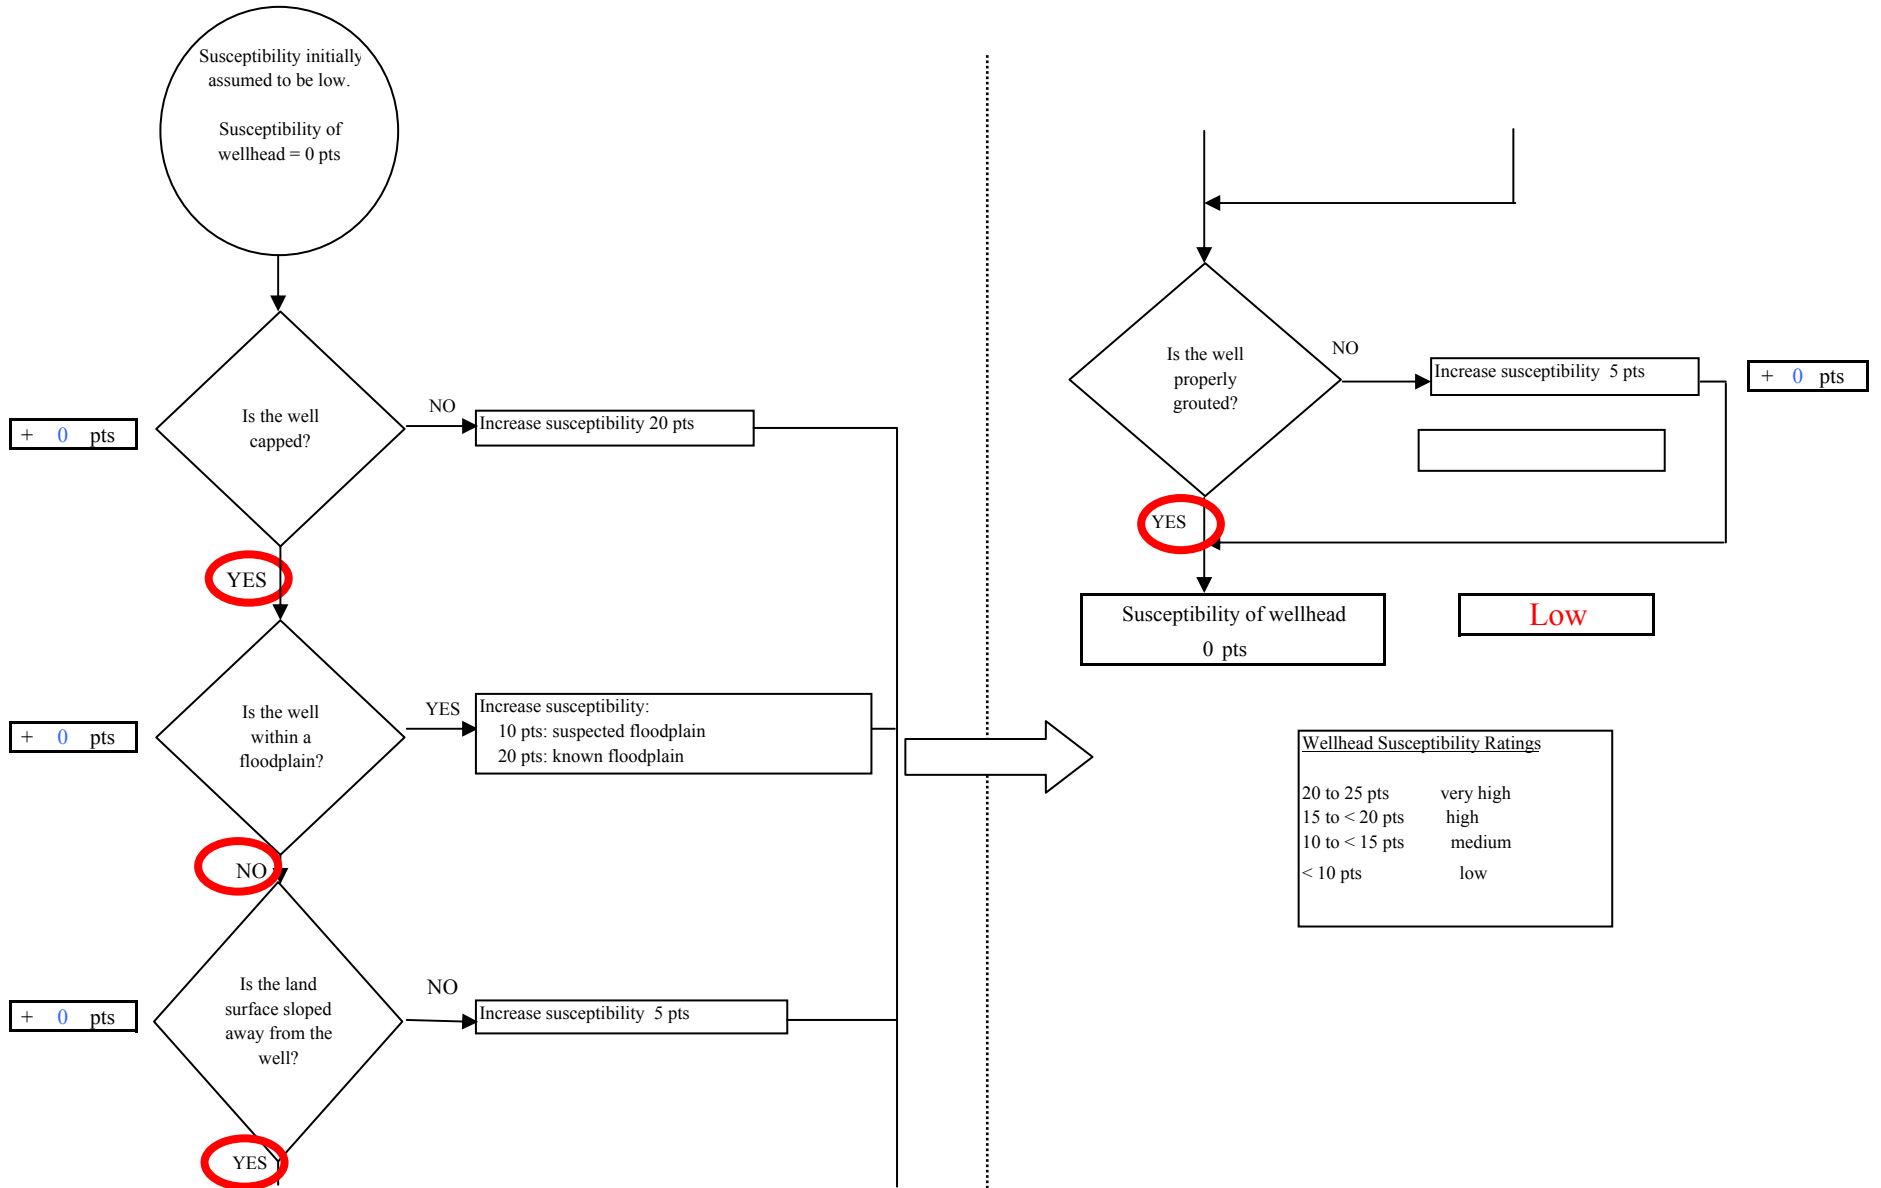 Susceptibility initially
assumed to be low.
Susceptibility of
wellhead = 0 pts
Is the well
capped?
NO
Increase susceptibility 20 pts
+ 0 pts
YES
Is the well
within a
floodplain?
YES
Increase susceptibility:
10 pts: suspected floodplain
20 pts: known floodplain
+ 0 pts
NO
Is the land
surface sloped
away from the
well?
NO
Increase susceptibility 5 pts
+ 0 pts
YES
Is the well
properly
grouted?
NO
Increase susceptibility 5 pts
+ 0 pts
YES
Susceptibility of wellhead
0 pts
Low
Wellhead Susceptibility Ratings
20 to 25 pts very high
15 to < 20 pts high
10 to < 15 pts medium
< 10 pts low